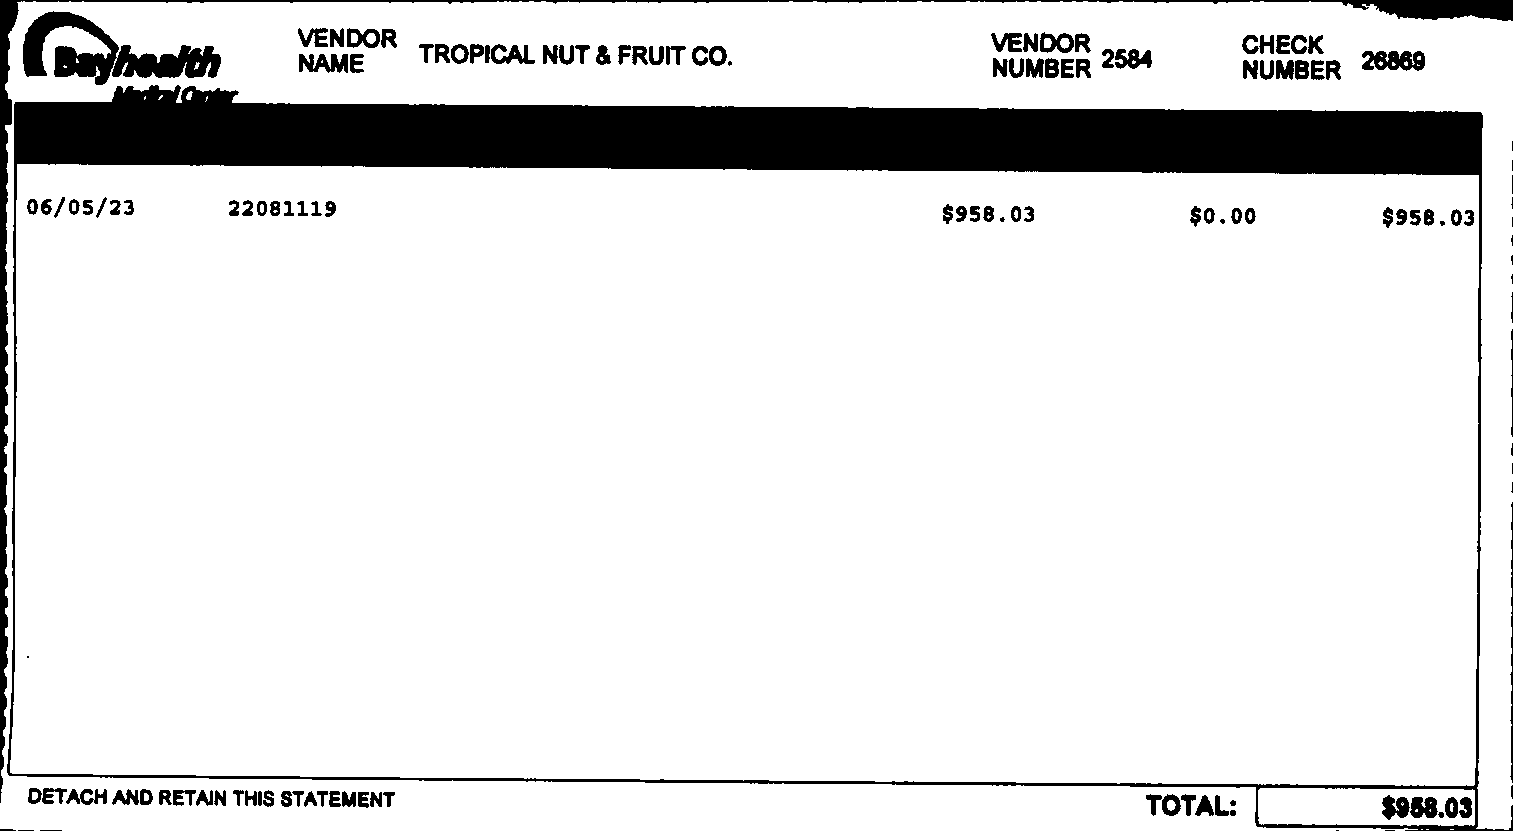 Bayhealth
Medical Center
VENDOR NAME TROPICAL NUT & FRUIT CO. VENDOR NUMBER 2584 CHECK NUMBER 26869
06/05/23 22081119 $958.03 $0.00 $958.03
DETACH AND RETAIN THIS STATEMENT TOTAL: $958.03